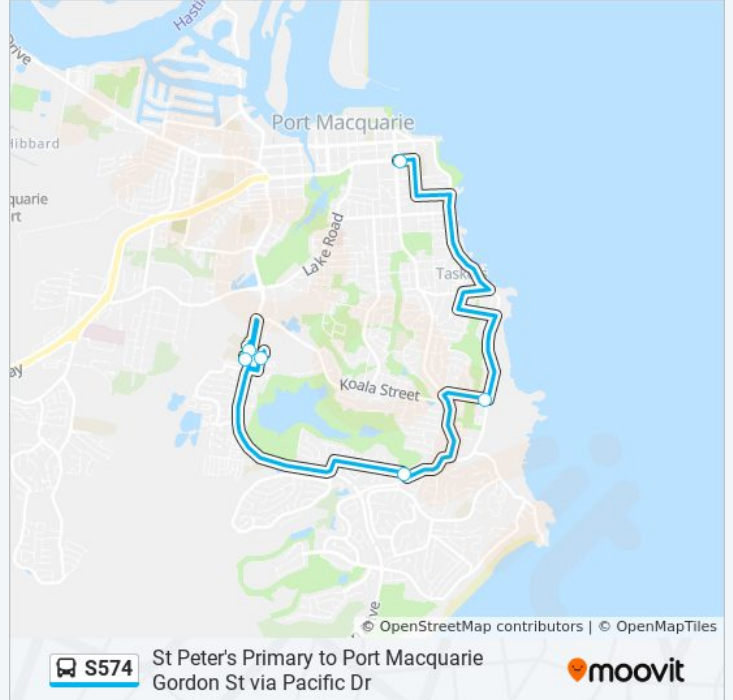 Hasti
Drive
Port Macquarie
Hibbard
quarie
rt
Lake Road
Task
ay
Koala Street
ive
© OpenStreetMap contributors | © OpenMapTiles
S574
St Peter's Primary to Port Macquarie
Gordon St via Pacific Dr
moovit